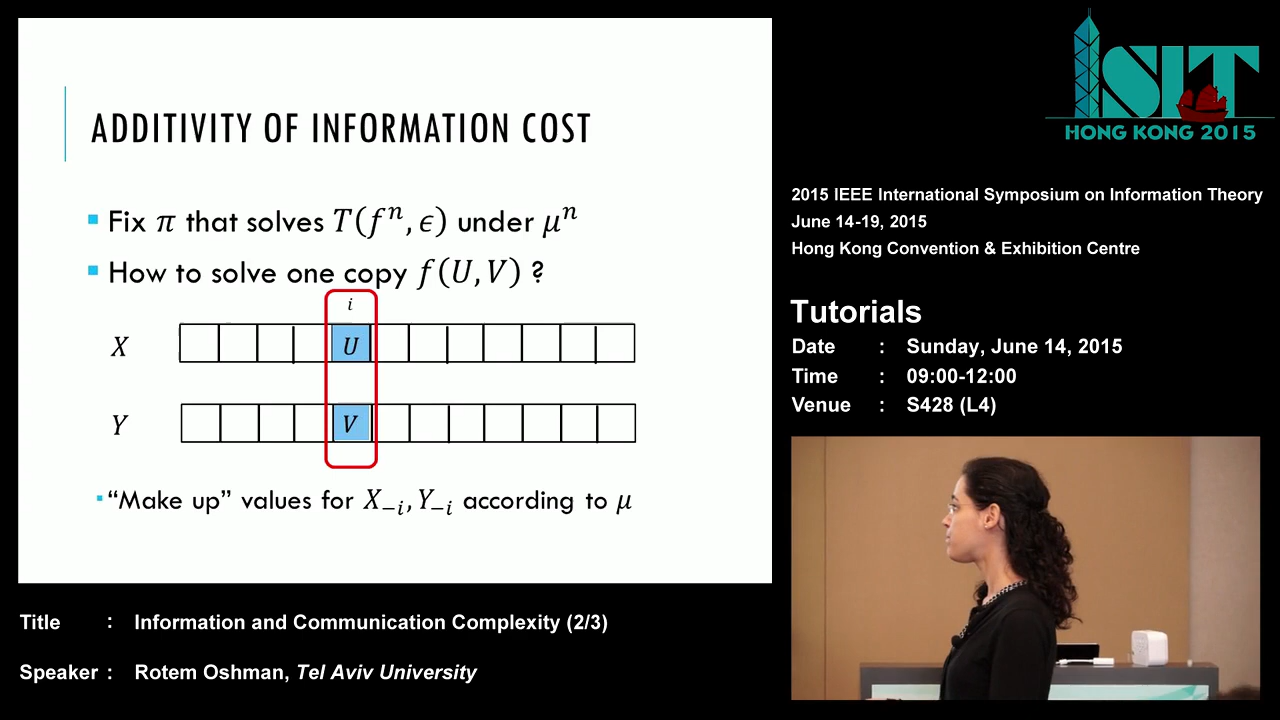 ADDITIVITY OF INFORMATION COST
Fix π that solves T(fⁿ, ϵ) under μⁿ
How to solve one copy f(U, V) ?
i
X U
Y V
“Make up” values for X₋ᵢ, Y₋ᵢ according to μ
ISIT
HONG KONG 2015
2015 IEEE International Symposium on Information Theory
June 14-19, 2015
Hong Kong Convention & Exhibition Centre
Tutorials
Date : Sunday, June 14, 2015
Time : 09:00-12:00
Venue : S428 (L4)
Title : Information and Communication Complexity (2/3)
Speaker : Rotem Oshman, Tel Aviv University